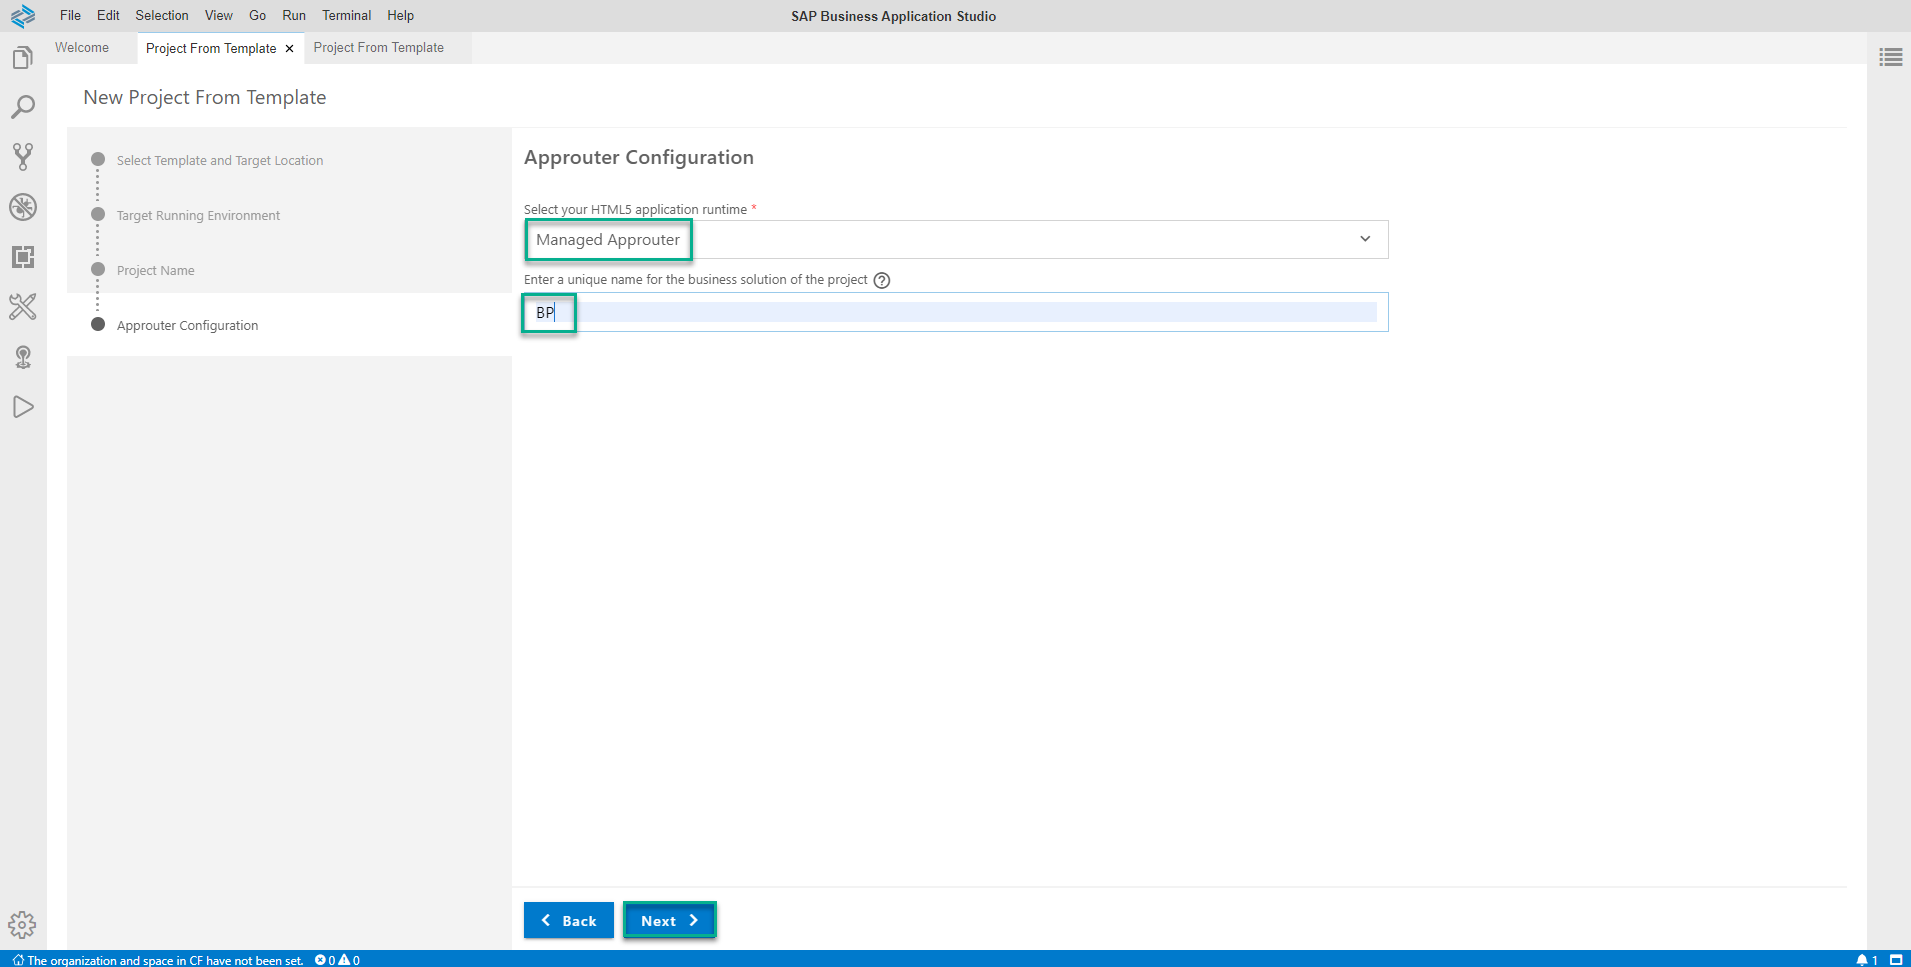 File Edit Selection View Go Run Terminal Help
SAP Business Application Studio
Welcome
Project From Template ×
Project From Template
New Project From Template
Select Template and Target Location
Target Running Environment
Project Name
Approuter Configuration
Approuter Configuration
Select your HTML5 application runtime *
Managed Approuter
Enter a unique name for the business solution of the project ?
BP
Back
Next
The organization and space in CF have not been set. 0 0
1